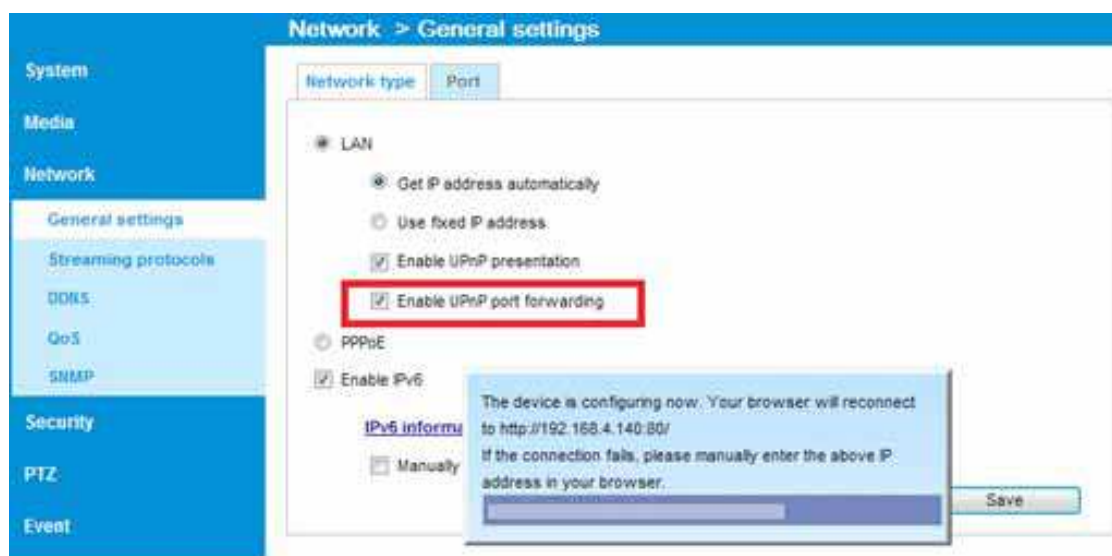 Network > General settings
System
Media
Network
General settings
Streaming protocols
DDNS
QoS
SNMP
Security
PTZ
Event
Network type
Port
LAN
Get IP address automatically
Use fixed IP address
Enable UPnP presentation
Enable UPnP port forwarding
PPPoE
Enable IPv6
IPv6 informa
Manually
The device is configuring now. Your browser will reconnect
to http://192.168.4.140:80/
If the connection fails, please manually enter the above IP
address in your browser.
Save